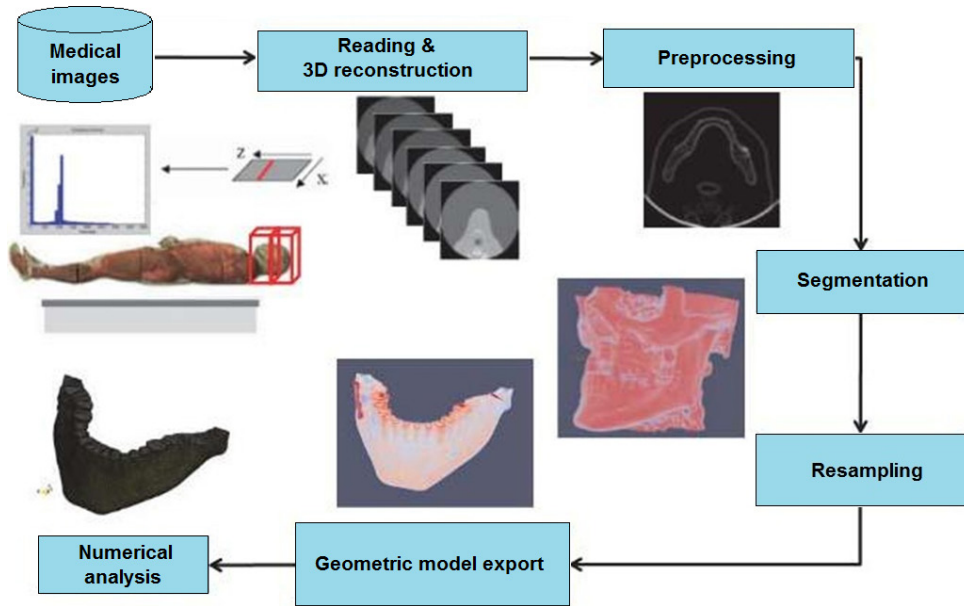 Medical
images
Reading &
3D reconstruction
Preprocessing
z
x
Segmentation
Resampling
Geometric model export
Numerical
analysis